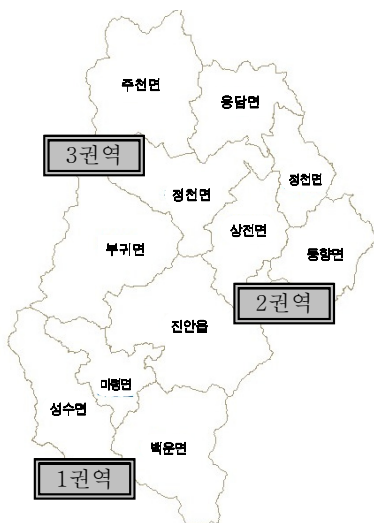 주천면
용담면
3권역
정천면
정천면
상전면
부귀면
통향면
2권역
진안읍
마령면
성수면
백운면
1권역